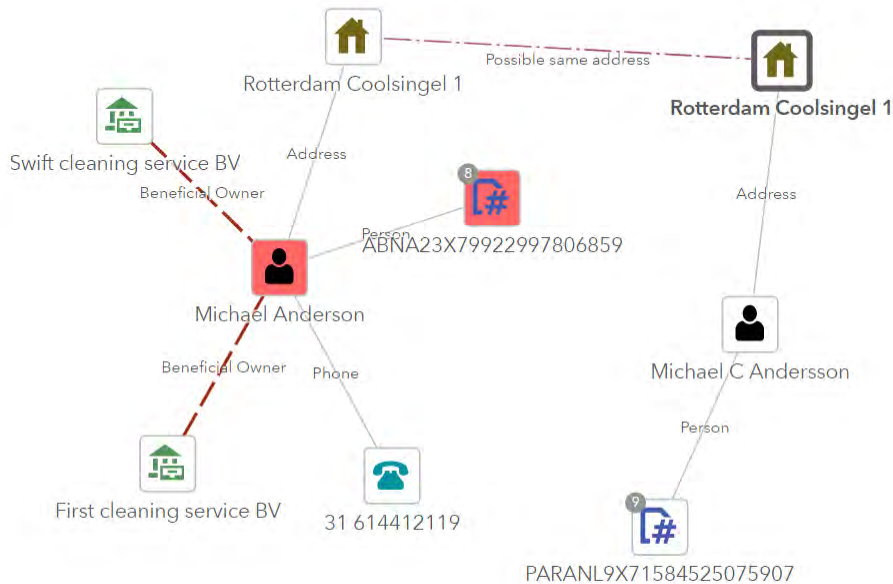 Possible same address
Rotterdam Coolsingel 1
Rotterdam Coolsingel 1
Swift cleaning service BV
Address
Beneficial Owner
8
Address
Person
ABNA23X79922997806859
Michael Anderson
Beneficial Owner
Phone
Michael C Andersson
Person
First cleaning service BV
31 614412119
9
PARANL9X71584525075907